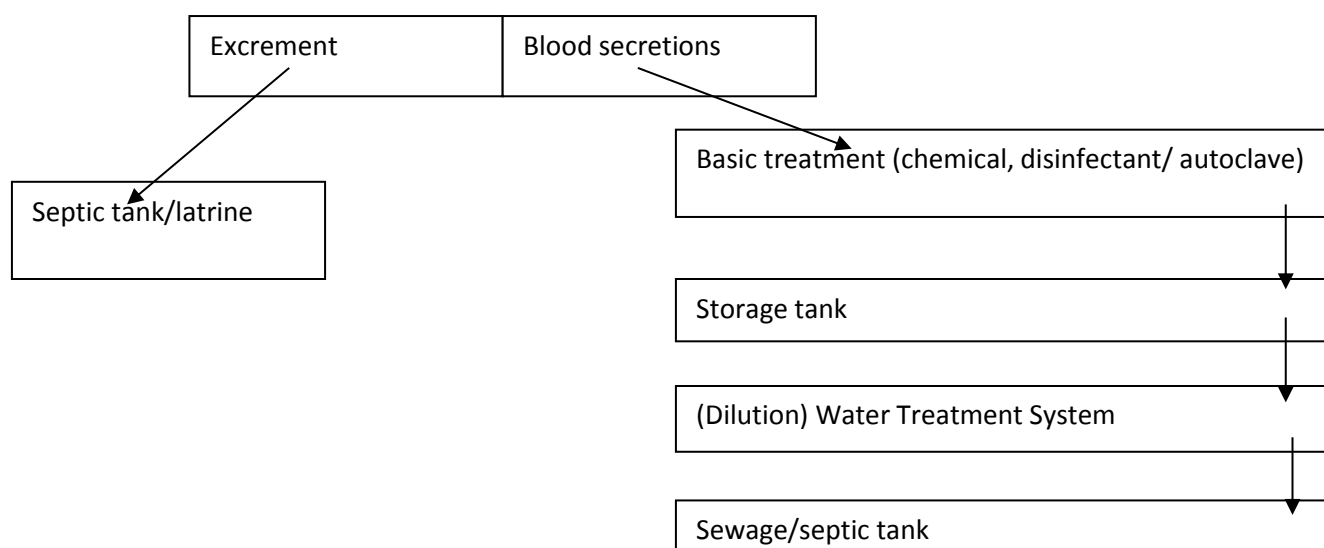 Excrement
Blood secretions
Basic treatment (chemical, disinfectant/ autoclave)
Septic tank/latrine
Storage tank
(Dilution) Water Treatment System
Sewage/septic tank